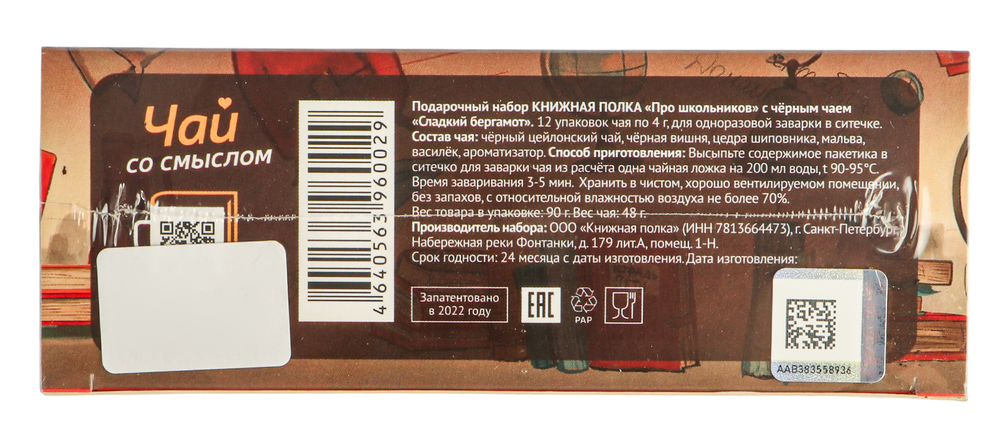 Чай
СО СМЫСЛОМ
4640563960029
Подарочный набор КНИЖНАЯ ПОЛКА «Про школьников» с чёрным чаем
«Сладкий бергамот». 12 упаковок чая по 4 г, для одноразовой заварки в ситечке.
Состав чая: чёрный цейлонский чай, чёрная вишня, цедра шиповника, мальва,
василёк, ароматизатор. Способ приготовления: Высыпьте содержимое пакетика в
ситечко для заварки чая из расчёта одна чайная ложка на 200 мл воды, t 90-95°С.
Время заваривания 3-5 мин. Хранить в чистом, хорошо вентилируемом помещении,
без запахов, с относительной влажностью воздуха не более 70%.
Вес товара в упаковке: 90 г. Вес чая: 48 г.
Производитель набора: ООО «Книжная полка» (ИНН 7813664473), г. Санкт-Петербург,
Набережная реки Фонтанки, д. 179 лит.А, помещ. 1-Н.
Срок годности: 24 месяца с даты изготовления. Дата изготовления:
Запатентовано
в 2022 году
EAC
PAP
AAB383558936